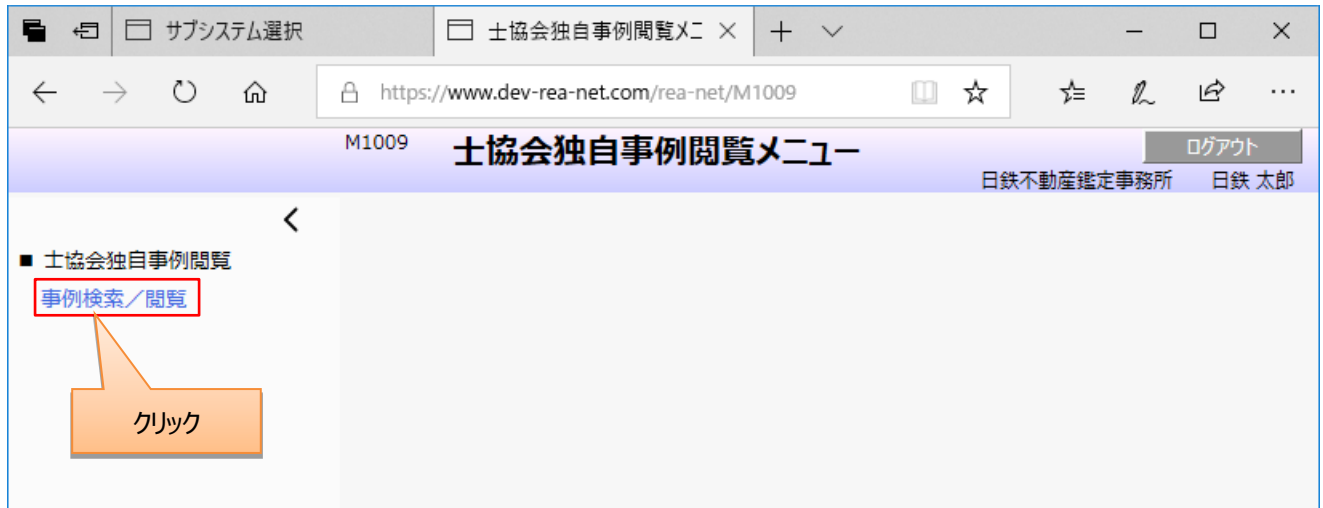 サブシステム選択
士協会独自事例閲覧メニ
https://www.dev-rea-net.com/rea-net/M1009
M1009 士協会独自事例閲覧メニュー ログアウト
日鉄不動産鑑定事務所 日鉄 太郎
■ 士協会独自事例閲覧
事例検索／閲覧
クリック